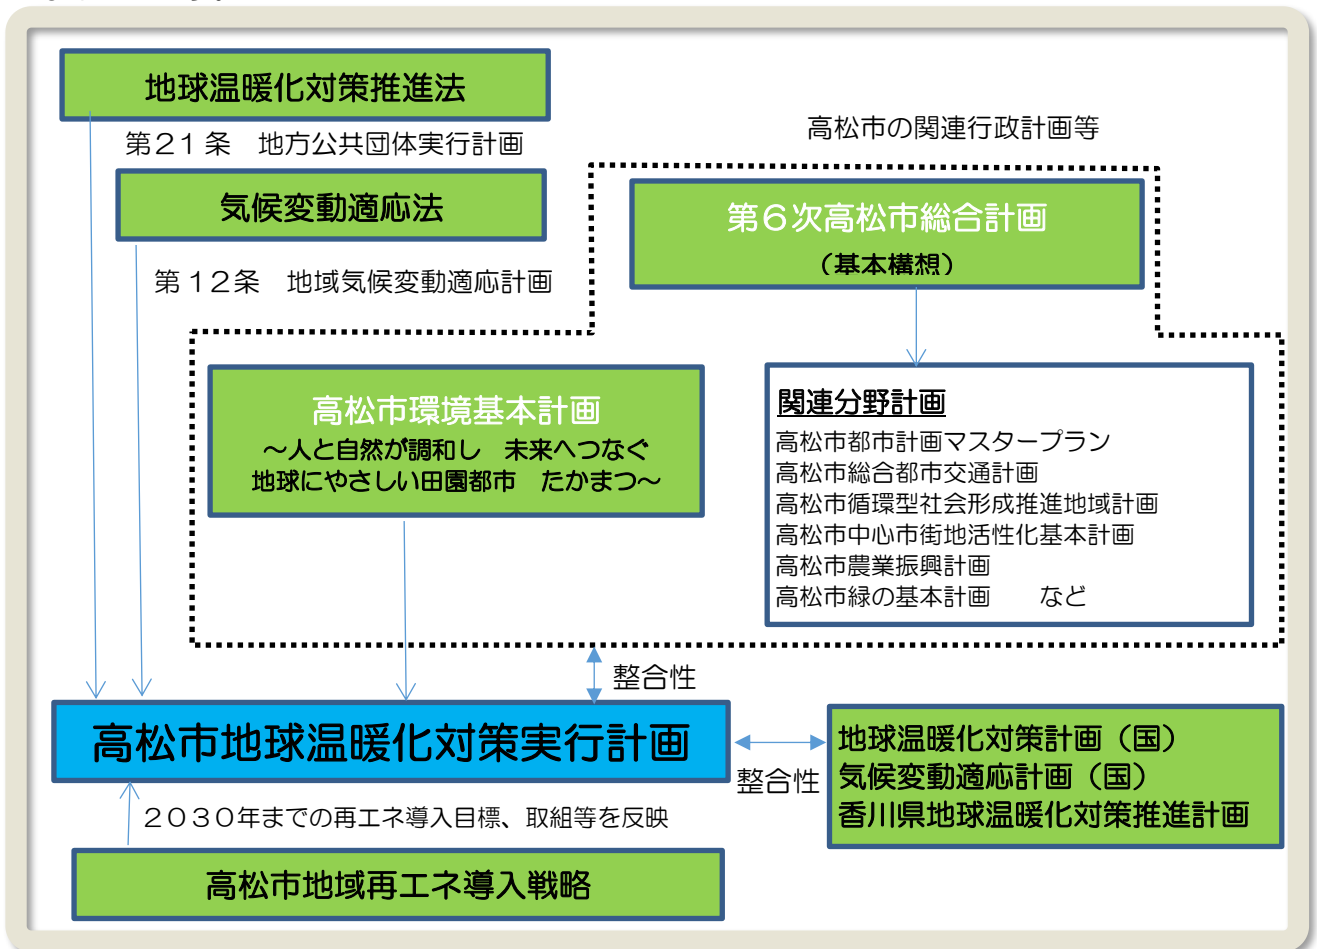 地球温暖化対策推進法
第21条　地方公共団体実行計画
気候変動適応法
第12条　地域気候変動適応計画
高松市の関連行政計画等
第6次高松市総合計画
（基本構想）
高松市環境基本計画
～人と自然が調和し　未来へつなぐ
地球にやさしい田園都市　たかまつ～
関連分野計画
高松市都市計画マスタープラン
高松市総合都市交通計画
高松市循環型社会形成推進地域計画
高松市中心市街地活性化基本計画
高松市農業振興計画
高松市緑の基本計画　　など
整合性
高松市地球温暖化対策実行計画
整合性
地球温暖化対策計画（国）
気候変動適応計画（国）
香川県地球温暖化対策推進計画
2030年までの再エネ導入目標、取組等を反映
高松市地域再エネ導入戦略